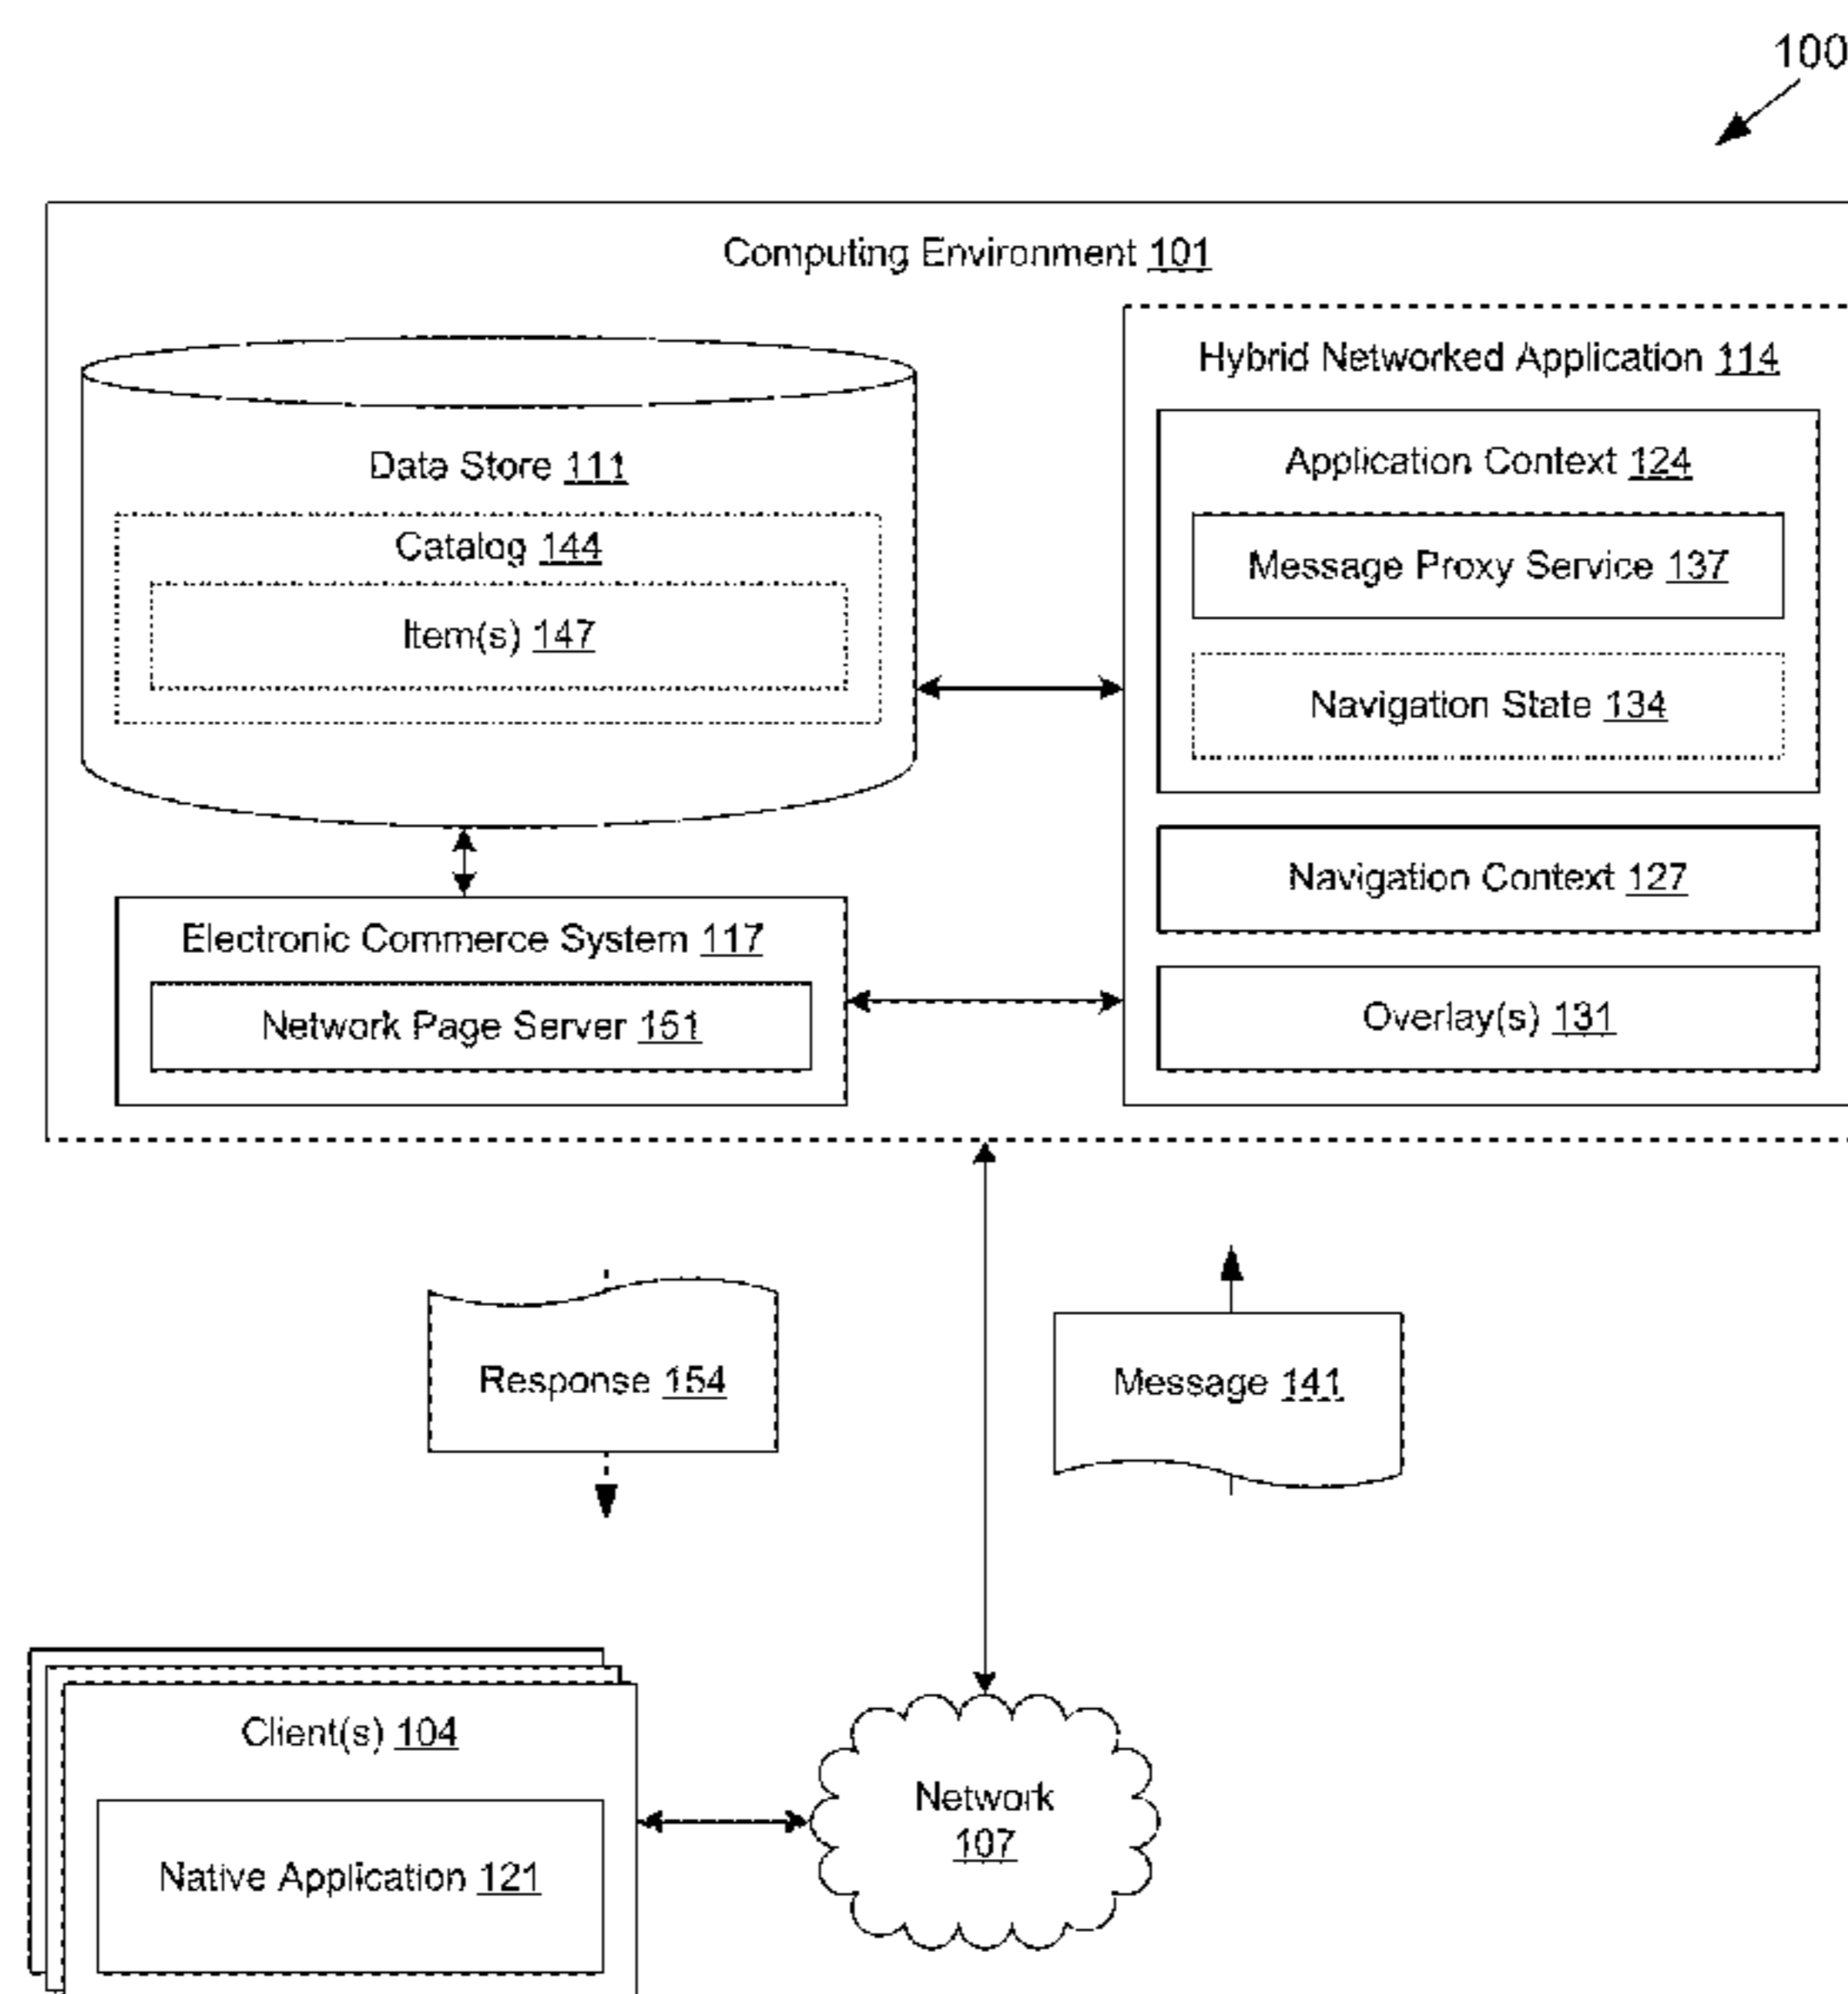 100
Computing Environment 101
Hybrid Networked Application 114
Data Store 111
Application Context 124
Catalog 144
Message Proxy Service 137
Item(s) 147
Navigation State 134
Navigation Context 127
Electronic Commerce System 117
Network Page Server 151
Overlay(s) 131
Response 154
Message 141
Client(s) 104
Network
107
Native Application 121